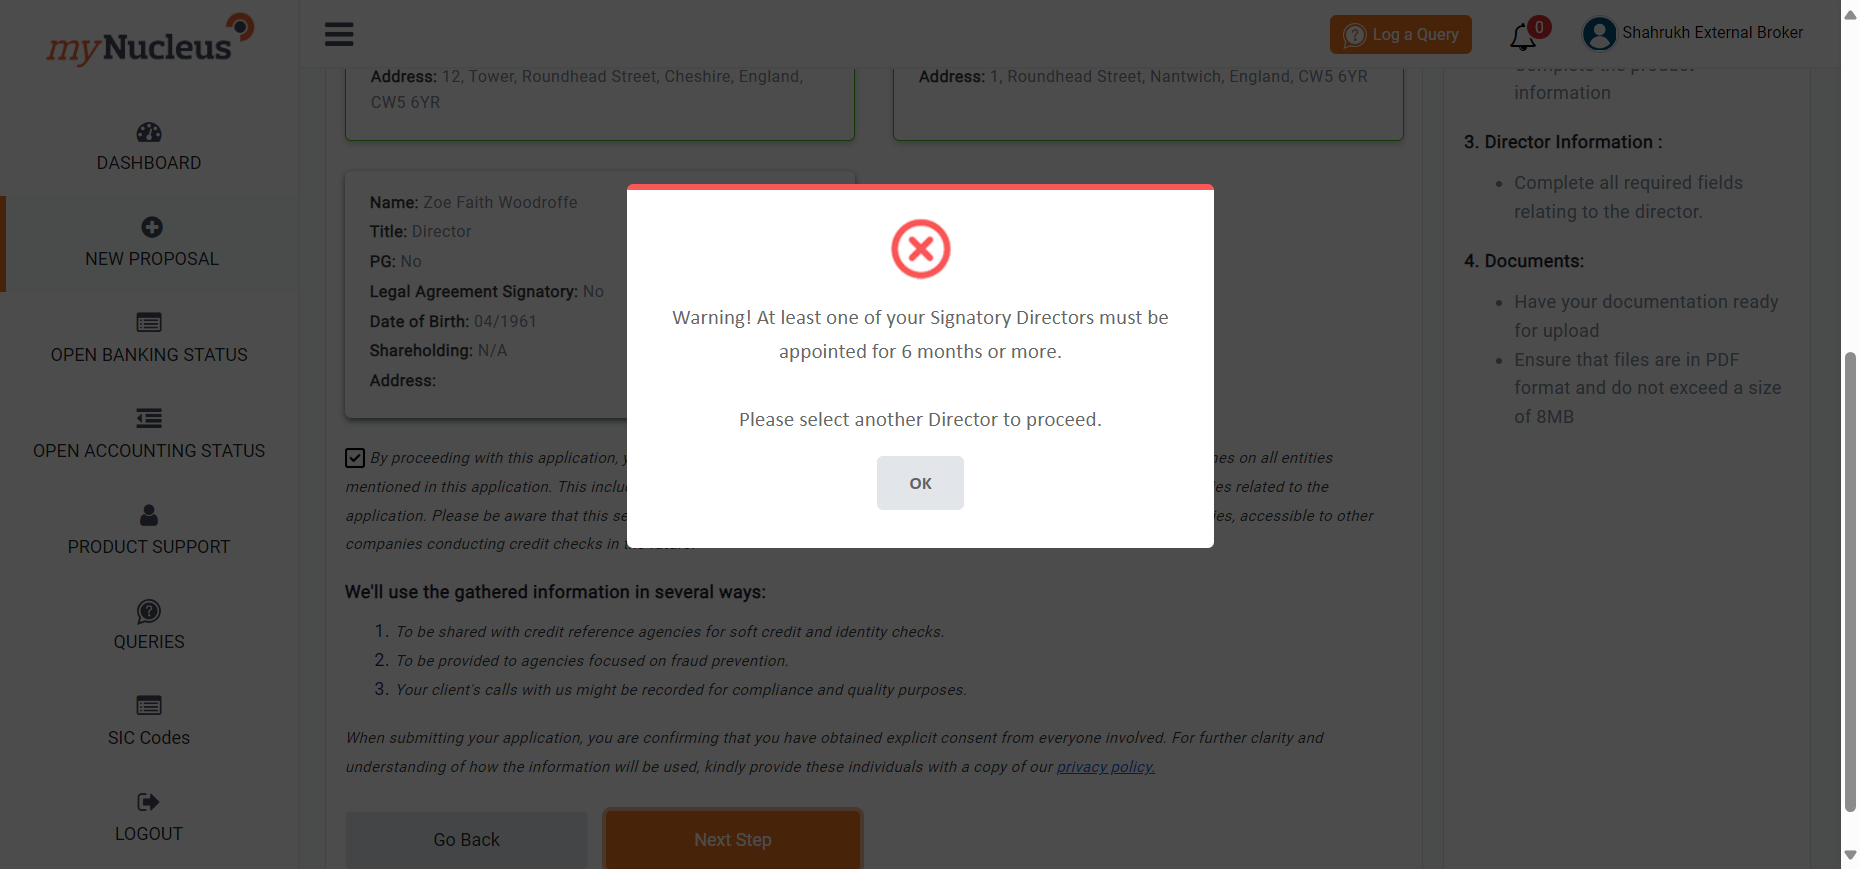 myNucleus
Log a Query
0
Shahrukh External Broker
DASHBOARD
NEW PROPOSAL
OPEN BANKING STATUS
OPEN ACCOUNTING STATUS
PRODUCT SUPPORT
QUERIES
SIC Codes
LOGOUT
Address: 12, Tower, Roundhead Street, Cheshire, England,
CW5 6YR
Address: 1, Roundhead Street, Nantwich, England, CW5 6YR
Name: Zoe Faith Woodroffe
Title: Director
PG: No
Legal Agreement Signatory: No
Date of Birth: 04/1961
Shareholding: N/A
Address:
Warning! At least one of your Signatory Directors must be
appointed for 6 months or more.
Please select another Director to proceed.
OK
By proceeding with this application, on all entities
mentioned in this application. This related to the
application. Please be aware that this accessible to other
companies conducting credit checks in
We'll use the gathered information in several ways:
1. To be shared with credit reference agencies for soft credit and identity checks.
2. To be provided to agencies focused on fraud prevention.
3. Your client's calls with us might be recorded for compliance and quality purposes.
When submitting your application, you are confirming that you have obtained explicit consent from everyone involved. For further clarity and
understanding of how the information will be used, kindly provide these individuals with a copy of our privacy policy.
Go Back
Next Step
information
3. Director Information :
Complete all required fields
relating to the director.
4. Documents:
Have your documentation ready
for upload
Ensure that files are in PDF
format and do not exceed a size
of 8MB